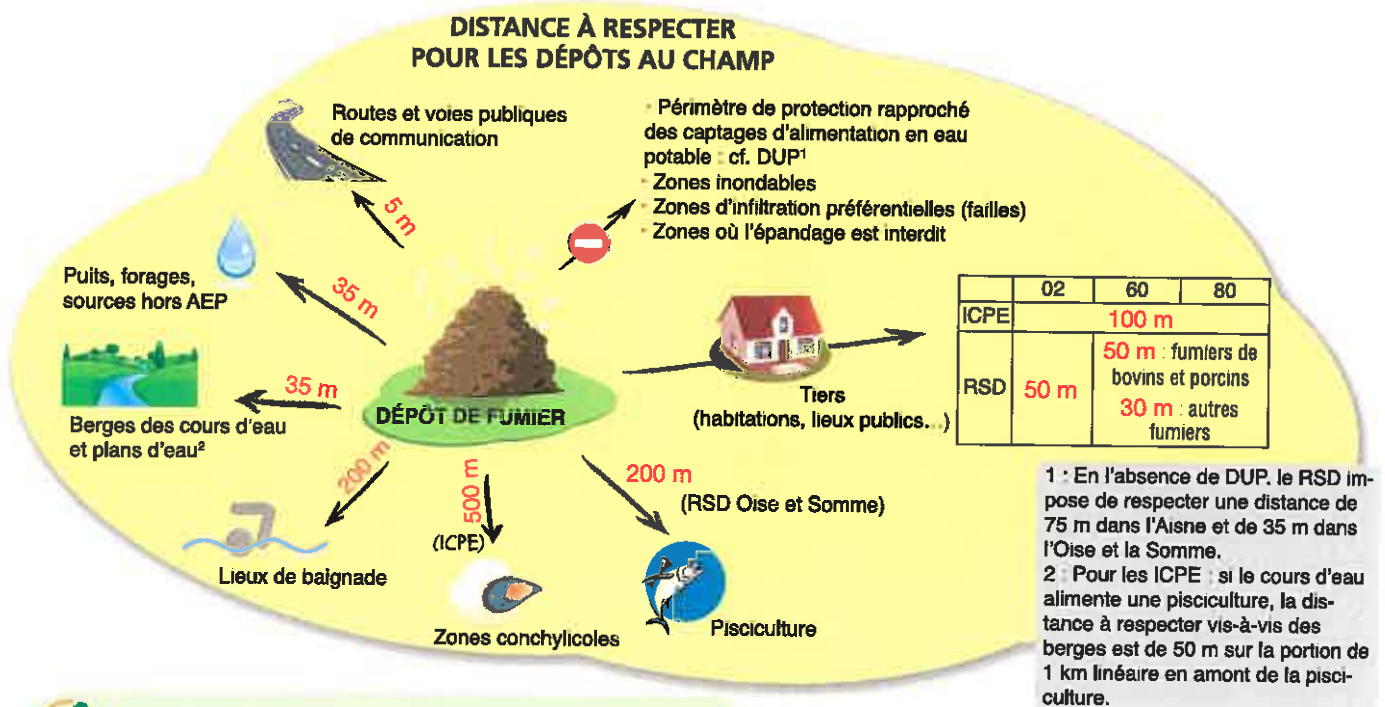 DISTANCE À RESPECTER
POUR LES DÉPÔTS AU CHAMP
Routes et voies publiques
de communication
5 m
- Périmètre de protection rapproché
des captages d'alimentation en eau
potable : cf. DUP¹
- Zones inondables
- Zones d'infiltration préférentielles (failles)
- Zones où l'épandage est interdit
Puits, forages,
sources hors AEP
35 m
Berges des cours d'eau
et plans d'eau²
35 m
DÉPÔT DE FUMIER
Tiers
(habitations, lieux publics...)
02 60 80
ICPE 100 m
RSD 50 m
50 m : fumiers de
bovins et porcins
30 m : autres
fumiers
200 m
Lieux de baignade
500 m
(ICPE)
Zones conchylicoles
200 m
(RSD Oise et Somme)
Pisciculture
1 : En l'absence de DUP. le RSD im-
pose de respecter une distance de
75 m dans l'Aisne et de 35 m dans
l'Oise et la Somme.
2 : Pour les ICPE : si le cours d'eau
alimente une pisciculture, la dis-
tance à respecter vis-à-vis des
berges est de 50 m sur la portion de
1 km linéaire en amont de la pisci-
culture.